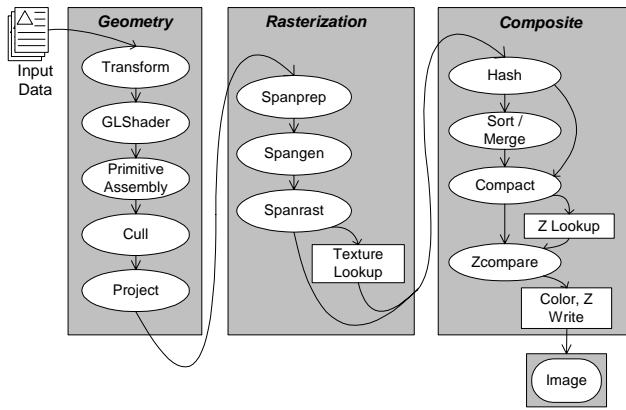 Input
Data
Geometry
Transform
GLShader
Primitive
Assembly
Cull
Project
Rasterization
Spanprep
Spangen
Spanrast
Texture
Lookup
Composite
Hash
Sort /
Merge
Compact
Z Lookup
Zcompare
Color, Z
Write
Image